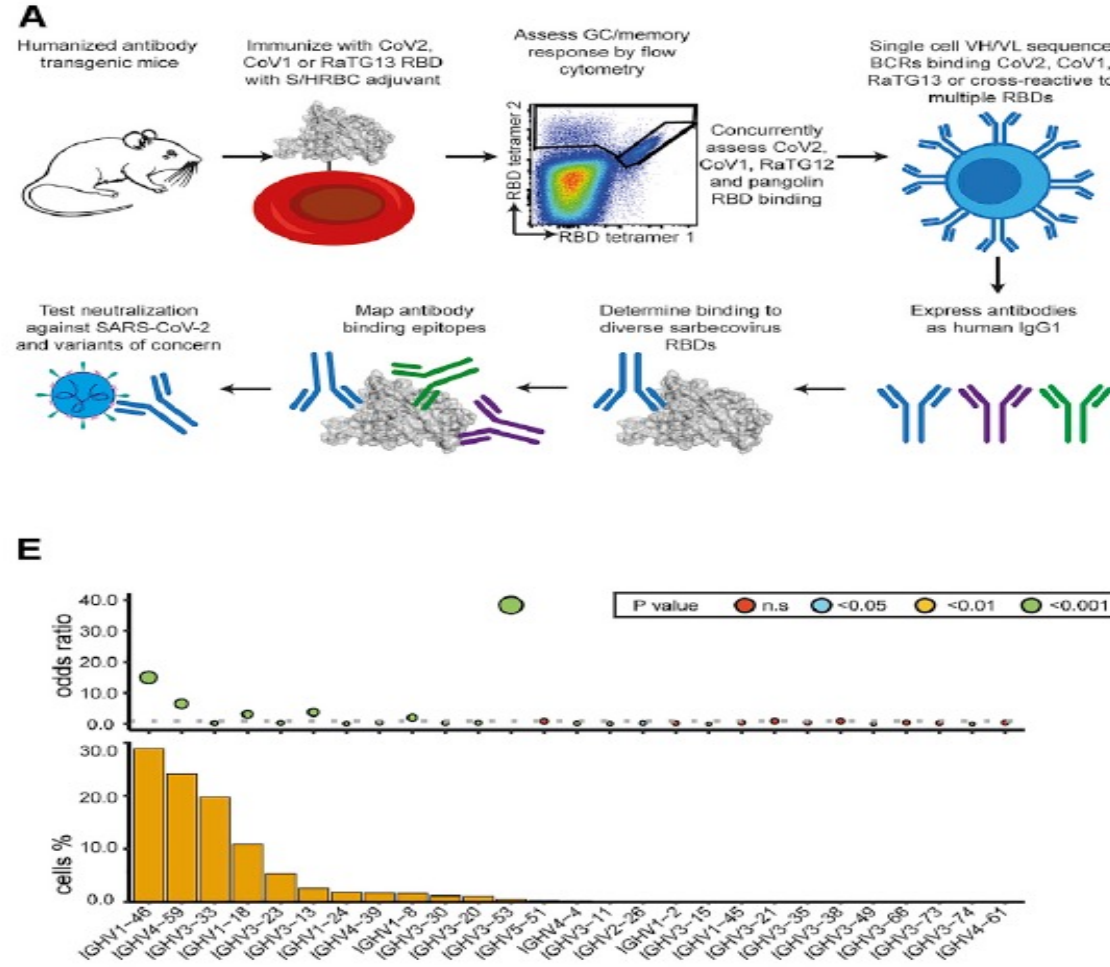 A
Humanized antibody
transgenic mice
Immunize with CoV2,
CoV1 or RaTG13 RBD
with S/HRBC adjuvant
Assess GC/memory
response by flow
cytometry
Single cell VH/VL sequence
BCRs binding CoV2, CoV1,
RaTG13 or cross-reactive to
multiple RBDs
RBD tetramer 2
RBD tetramer 1
Concurrently
assess CoV2,
CoV1, RaTG12
and pangolin
RBD binding
Test neutralization
against SARS-CoV-2
and variants of concern
Map antibody
binding epitopes
Determine binding to
diverse sarbecovirus
RBDs
Express antibodies
as human IgG1
E
P value n.s <0.05 <0.01 <0.001
odds ratio
40.0
30.0
20.0
10.0
0.0
cells %
30.0
20.0
10.0
0.0
IGHV1-46
IGHV4-59
IGHV3-33
IGHV1-18
IGHV3-23
IGHV3-13
IGHV1-24
IGHV4-39
IGHV1-8
IGHV3-30
IGHV3-20
IGHV3-53
IGHV5-51
IGHV4-4
IGHV3-11
IGHV2-26
IGHV1-2
IGHV3-15
IGHV1-45
IGHV3-21
IGHV3-35
IGHV3-38
IGHV3-49
IGHV3-66
IGHV3-73
IGHV3-74
IGHV4-61